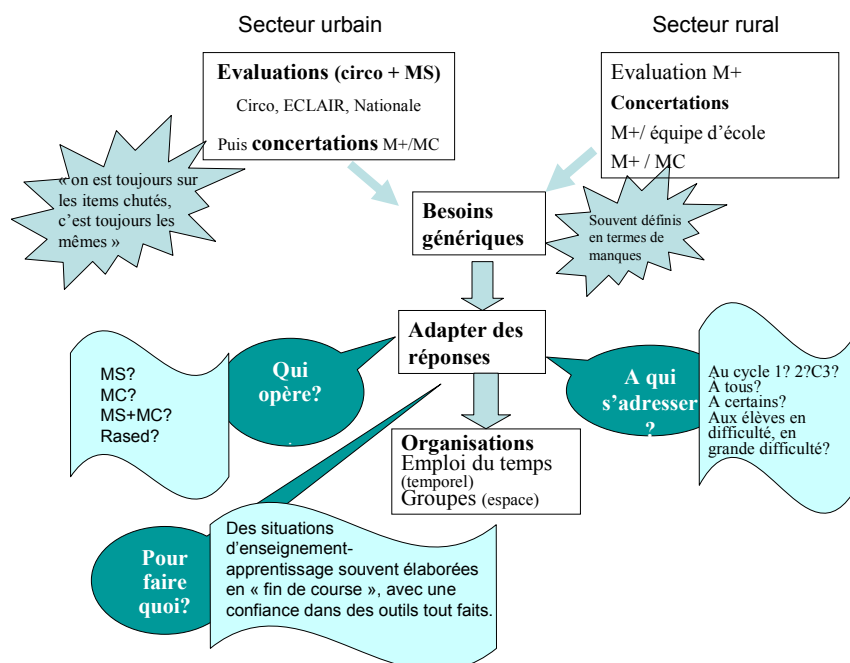 Secteur urbain
Secteur rural
Evaluations (circo + MS)
Circo, ECLAIR, Nationale
Puis concertations M+/MC
Evaluation M+
Concertations
M+/ équipe d'école
M+ / MC
« on est toujours sur
les items chutés,
c'est toujours les
mêmes »
Besoins
génériques
Souvent définis
en termes de
manques
Adapter des
réponses
MS?
MC?
MS+MC?
Rased?
Qui
opère?
.
A qui
s'adresser
?
Au cycle 1? 2?C3?
A tous?
A certains?
Aux élèves en
difficulté, en
grande difficulté?
Organisations
Emploi du temps
(temporel)
Groupes (espace)
Pour
faire
quoi?
Des situations
d'enseignement-
apprentissage souvent élaborées
en « fin de course », avec une
confiance dans des outils tout faits.